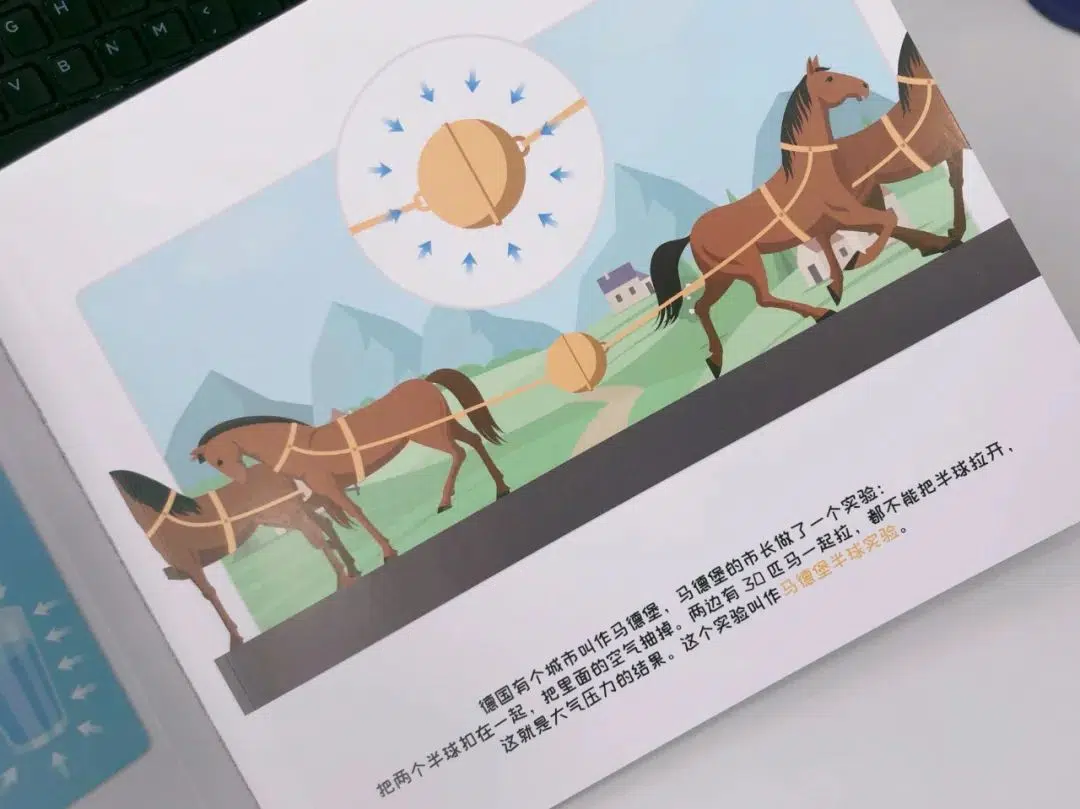 G
H
V
B
N
M
<
德国有个城市叫作马德堡，马德堡的市长做了一个实验：
把两个半球扣在一起，把里面的空气抽掉。两边有30匹马一起拉，都不能把半球拉开，
这就是大气压力的结果。这个实验叫作马德堡半球实验。